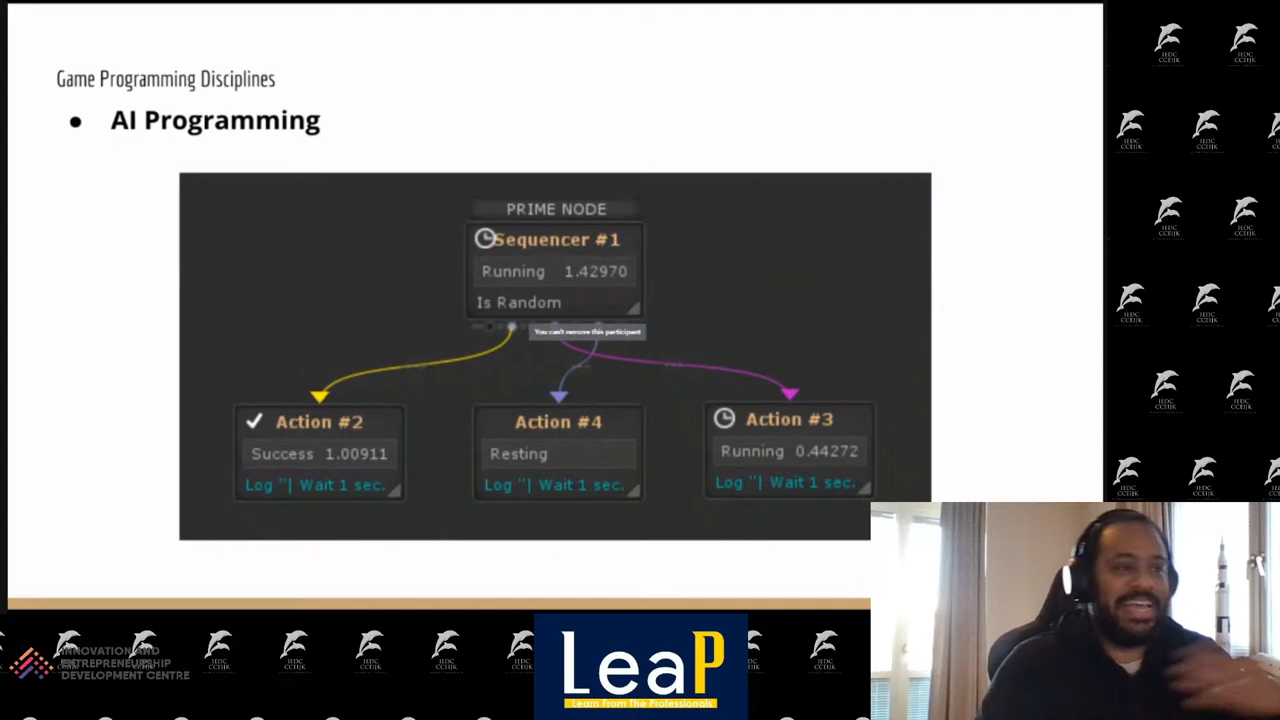 Game Programming Disciplines
● AI Programming
PRIME NODE
Sequencer #1
Running 1.42970
Is Random
You can't remove this participant
Action #2
Success 1.00911
Log ''| Wait 1 sec.
Action #4
Resting
Log ''| Wait 1 sec.
Action #3
Running 0.44272
Log ''| Wait 1 sec.
INNOVATION AND
ENTREPRENEURSHIP
DEVELOPMENT CENTRE
LeaP
Learn From The Professionals
IEDC
CCEIJK